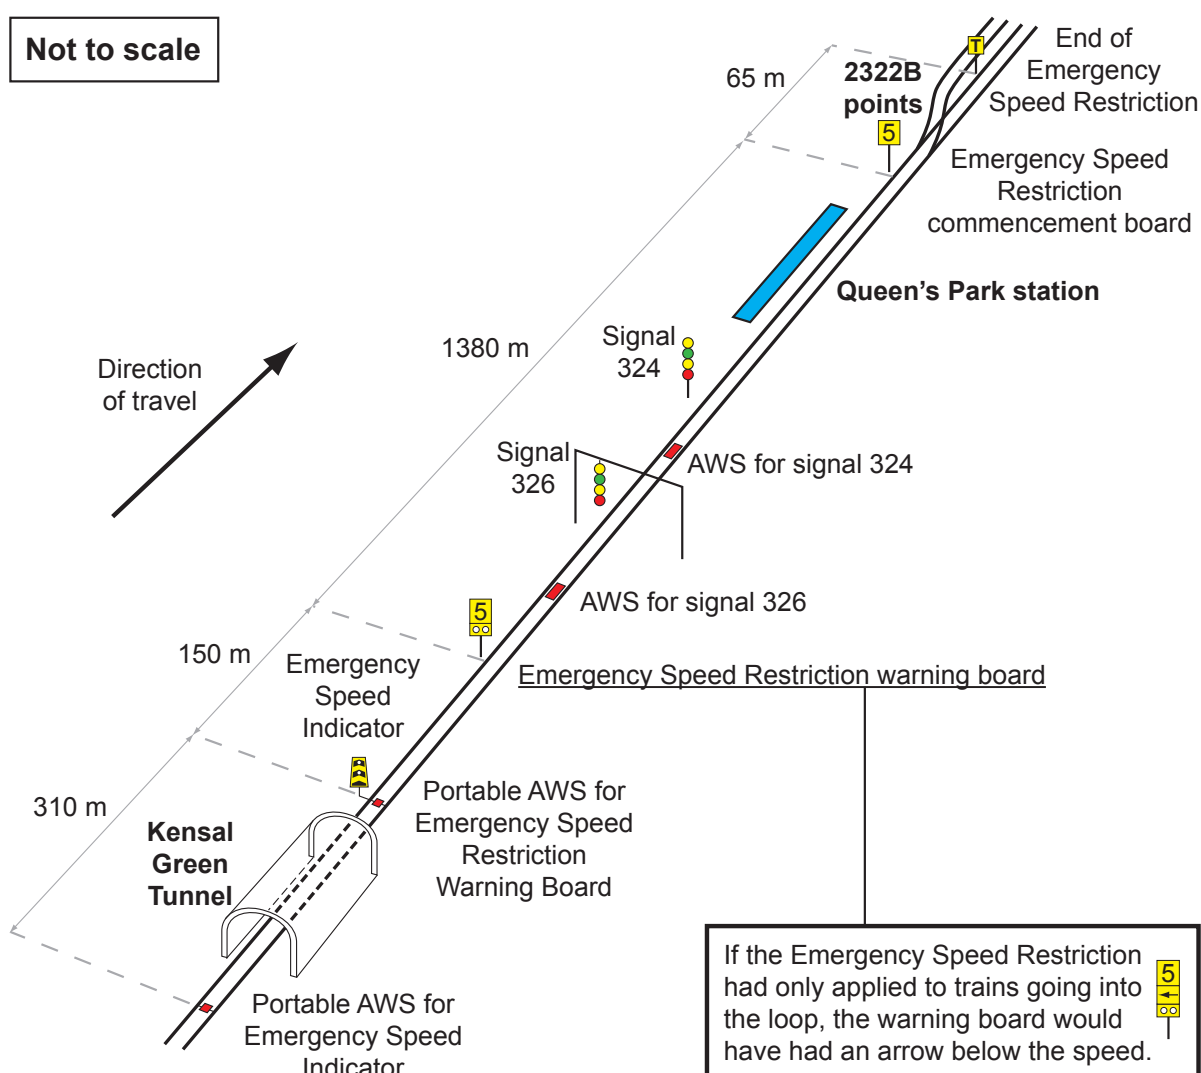 Not to scale
T
End of
Emergency
Speed Restriction
65 m
2322B
points
5
Emergency Speed
Restriction
commencement board
Queen's Park station
Signal
324
1380 m
Direction
of travel
Signal
326
AWS for signal 324
AWS for signal 326
5
150 m
Emergency
Speed
Indicator
Emergency Speed Restriction warning board
310 m
Portable AWS for
Emergency Speed
Restriction
Warning Board
Kensal
Green
Tunnel
Portable AWS for
Emergency Speed
Indicator
If the Emergency Speed Restriction
had only applied to trains going into
the loop, the warning board would
have had an arrow below the speed.
5